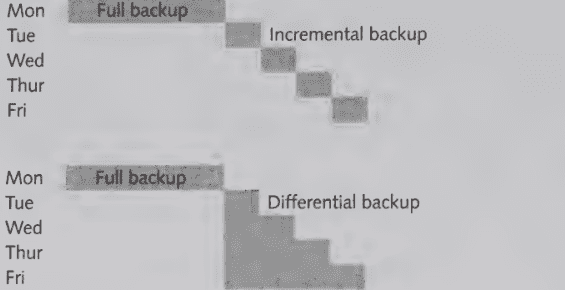 Mon Full backup
Tue Incremental backup
Wed
Thur
Fri
Mon Full backup
Tue Differential backup
Wed
Thur
Fri